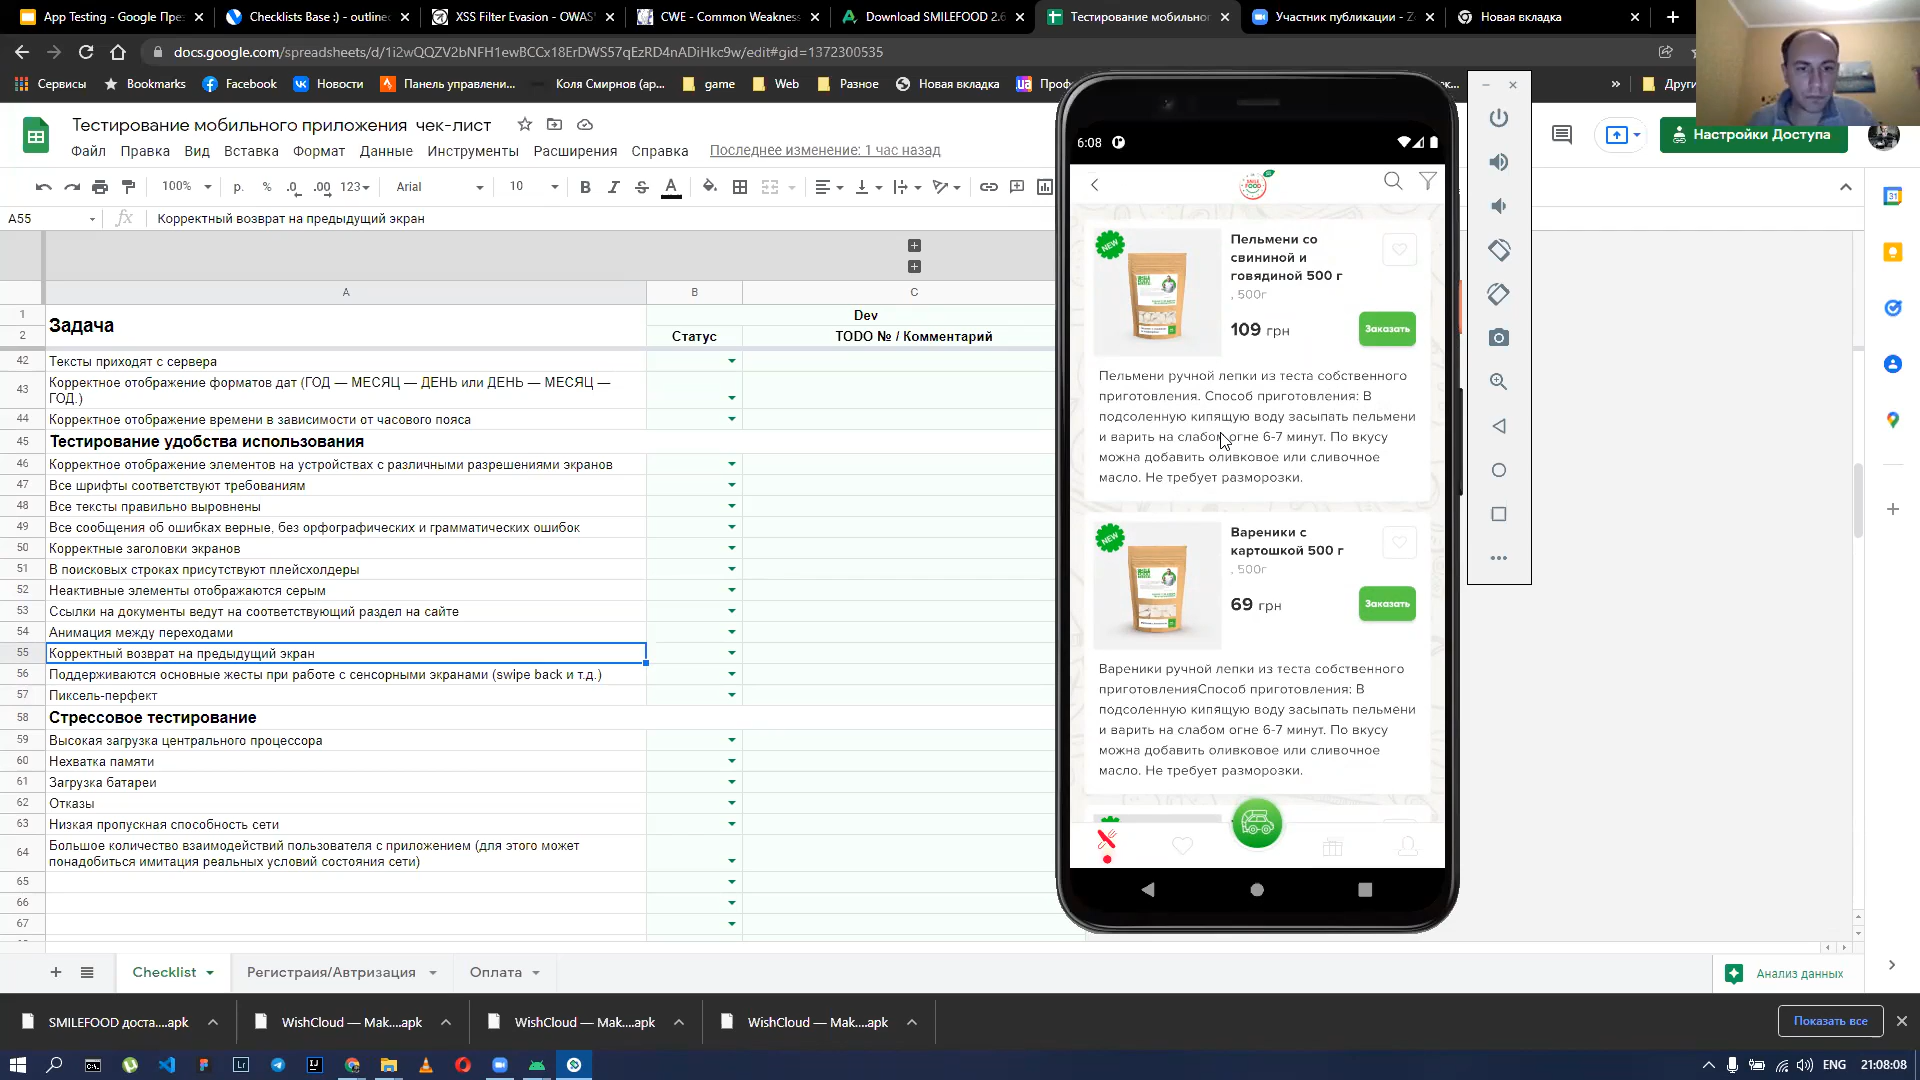 App Testing - Google Пре
Checklists Base :) - outline
XSS Filter Evasion - OWAS
CWE - Common Weakness
Download SMILEFOOD 2.6
Тестирование мобильног
Участник публикации - Zo
Новая вкладка
docs.google.com/spreadsheets/d/1i2wQQZV2bNFH1ewBCCx18ErDWS57qEzRD4nADiHkc9w/edit#gid=1372300535
Сервисы
Bookmarks
Facebook
Новости
Панель управлени...
Коля Смирнов (ар...
game
Web
Разное
Новая вкладка
Проф
»
Други
Тестирование мобильного приложения чек-лист
Файл Правка Вид Вставка Формат Данные Инструменты Расширения Справка Последнее изменение: 1 час назад
Настройки Доступа
100% р. % .0 .00 123 Arial 10 B I S A
A55 fx Корректный возврат на предыдущий экран
A B C
1 Задача Dev
2 Статус TODO № / Комментарий
42 Тексты приходят с сервера
43 Корректное отображение форматов дат (ГОД — МЕСЯЦ — ДЕНЬ или ДЕНЬ — МЕСЯЦ —
ГОД.)
44 Корректное отображение времени в зависимости от часового пояса
45 Тестирование удобства использования
46 Корректное отображение элементов на устройствах с различными разрешениями экранов
47 Все шрифты соответствуют требованиям
48 Все тексты правильно выровнены
49 Все сообщения об ошибках верные, без орфографических и грамматических ошибок
50 Корректные заголовки экранов
51 В поисковых строках присутствуют плейсхолдеры
52 Неактивные элементы отображаются серым
53 Ссылки на документы ведут на соответствующий раздел на сайте
54 Анимация между переходами
55 Корректный возврат на предыдущий экран
56 Поддерживаются основные жесты при работе с сенсорными экранами (swipe back и т.д.)
57 Пиксель-перфект
58 Стрессовое тестирование
59 Высокая загрузка центрального процессора
60 Нехватка памяти
61 Загрузка батареи
62 Отказы
63 Низкая пропускная способность сети
64 Большое количество взаимодействий пользователя с приложением (для этого может
понадобиться имитация реальных условий состояния сети)
65
66
67
6:08
SMILE FOOD
NEW
Пельмени со
свининой и
говядиной 500 г
, 500г
109 грн
Заказать
Пельмени ручной лепки из теста собственного
приготовления. Способ приготовления: В
подсоленную кипящую воду засыпать пельмени
и варить на слабом огне 6-7 минут. По вкусу
можно добавить оливковое или сливочное
масло. Не требует разморозки.
NEW
Вареники с
картошкой 500 г
, 500г
69 грн
Заказать
Вареники ручной лепки из теста собственного
приготовленияСпособ приготовления: В
подсоленную кипящую воду засыпать пельмени
и варить на слабом огне 6-7 минут. По вкусу
можно добавить оливковое или сливочное
масло. Не требует разморозки.
Checklist
Регистраия/Автризация
Оплата
Анализ данных
SMILEFOOD доста....apk
WishCloud — Mak....apk
WishCloud — Mak....apk
WishCloud — Mak....apk
Показать все
ENG
21:08:08